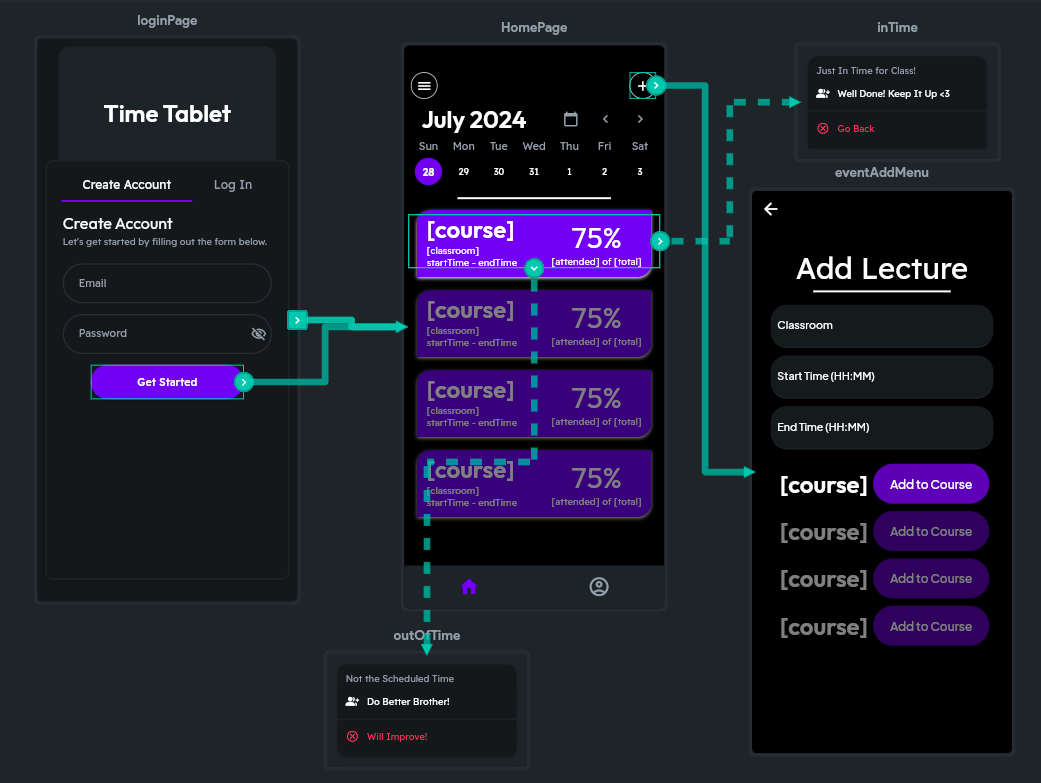 loginPage
Time Tablet
Create Account
Log In
Create Account
Let's get started by filling out the form below.
Email
Password
Get Started
HomePage
July 2024
Sun Mon Tue Wed Thu Fri Sat
28 29 30 31 1 2 3
[course]
75%
[classroom]
startTime - endTime
[attended] of [total]
[course]
75%
[classroom]
startTime - endTime
[attended] of [total]
[course]
75%
[classroom]
startTime - endTime
[attended] of [total]
[course]
75%
[classroom]
startTime - endTime
[attended] of [total]
inTime
Just In Time for Class!
Well Done! Keep It Up <3
Go Back
eventAddMenu
Add Lecture
Classroom
Start Time (HH:MM)
End Time (HH:MM)
[course] Add to Course
[course] Add to Course
[course] Add to Course
[course] Add to Course
outOfTime
Not the Scheduled Time
Do Better Brother!
Will Improve!